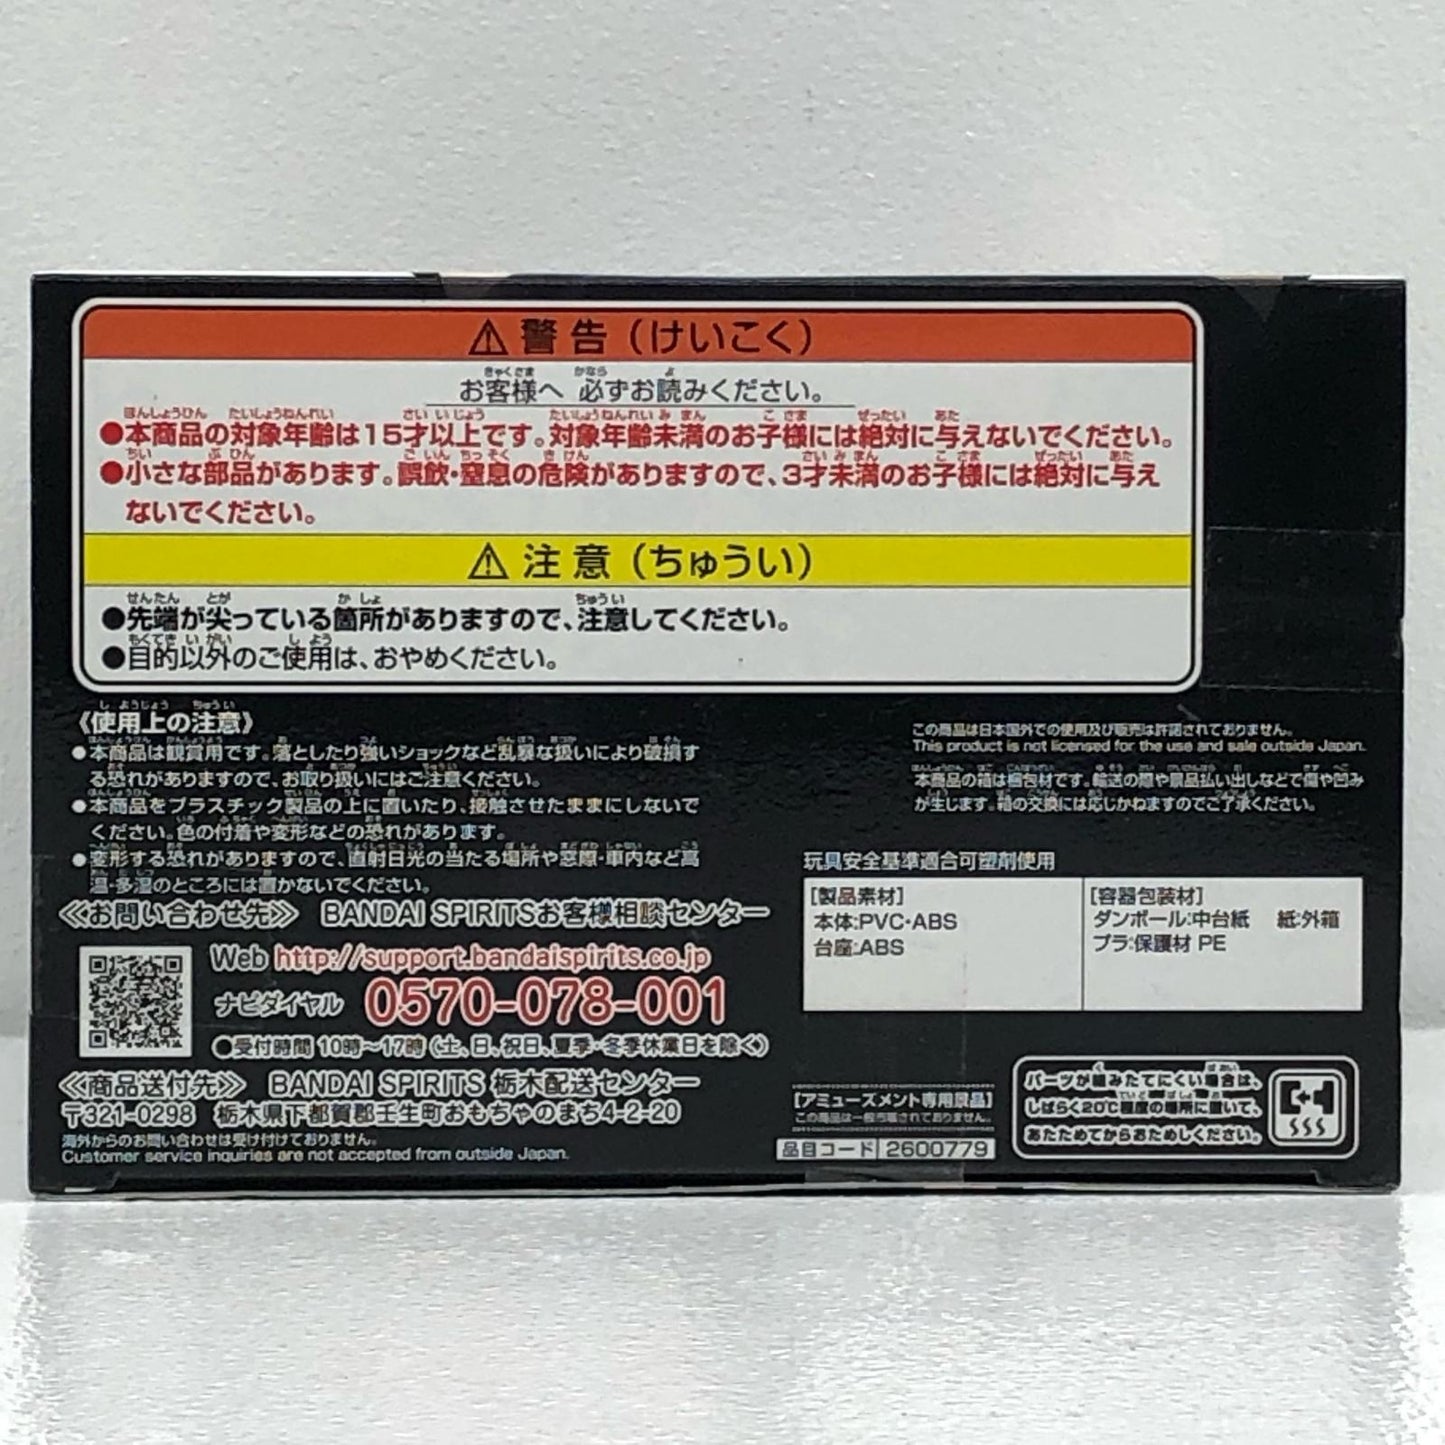 ⚠ 警告（けいこく）
お客様へ 必ずお読みください。
●本商品の対象年齢は15才以上です。対象年齢未満のお子様には絶対に与えないでください。
●小さな部品があります。誤飲・窒息の危険がありますので、3才未満のお子様には絶対に与え
ないでください。
⚠ 注意（ちゅうい）
●先端が尖っている箇所がありますので、注意してください。
●目的以外のご使用は、おやめください。
《使用上の注意》
●本商品は観賞用です。落としたり強いショックなど乱暴な扱いにより破損す
る恐れがありますので、お取り扱いにはご注意ください。
●本商品をプラスチック製品の上に置いたり、接触させたままにしないで
ください。色の付着や変形などの恐れがあります。
●変形する恐れがありますので、直射日光の当たる場所や窓際・車内など高
温・多湿のところには置かないでください。
≪お問い合わせ先≫ BANDAI SPIRITSお客様相談センター
Web http://support.bandaispirits.co.jp
ナビダイヤル 0570-078-001
●受付時間 10時～17時（土、日、祝日、夏季・冬季休業日を除く）
≪商品送付先≫ BANDAI SPIRITS 栃木配送センター
〒321-0298 栃木県下都賀郡壬生町おもちゃのまち4-2-20
海外からのお問い合わせは受け付けておりません。
Customer service inquiries are not accepted from outside Japan.
この商品は日本国外での使用及び販売は許諾されておりません。
This product is not licensed for the use and sale outside Japan.
本商品の箱は梱包材です。輸送の際や景品払い出しなどで傷や凹み
が生じます。箱の交換には応じかねますのでご了承ください。
玩具安全基準適合可塑剤使用
[製品素材]
本体:PVC・ABS
台座:ABS
[容器包装材]
ダンボール:中台紙 紙:外箱
プラ:保護材 PE
[アミューズメント専用景品]
この商品は一般市販されておりません。
品目コード 2600779
パーツが組みたてにくい場合は、
しばらく20℃程度の場所に置いて、
あたためてからおためしください。